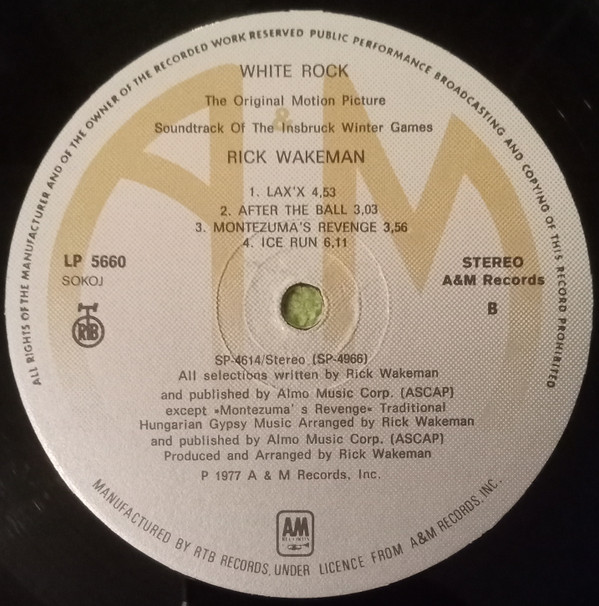 ALL RIGHTS OF THE MANUFACTURER AND OF THE OWNER OF THE RECORDED WORK RESERVED PUBLIC PERFORMANCE BROADCASTING AND COPYING OF THIS RECORD PROHIBITED
A&M
WHITE ROCK
The Original Motion Picture
Soundtrack Of The Insbruck Winter Games
RICK WAKEMAN
1. LAX'X 4,53
2. AFTER THE BALL 3,03
3. MONTEZUMA'S REVENGE 3,56
4. ICE RUN 6,11
LP 5660
SOKOJ
RTB
STEREO
A&M Records
B
SP-4614/Stereo (SP-4966)
All selections written by Rick Wakeman
and published by Almo Music Corp. (ASCAP)
except »Montezuma' s Revenge« Traditional
Hungarian Gypsy Music Arranged by Rick Wakeman
and published by Almo Music Corp. (ASCAP)
Produced and Arranged by Rick Wakeman
P 1977 A & M Records, Inc.
AM
RECORDS
MANUFACTURED BY RTB RECORDS, UNDER LICENCE FROM A&M RECORDS, INC.